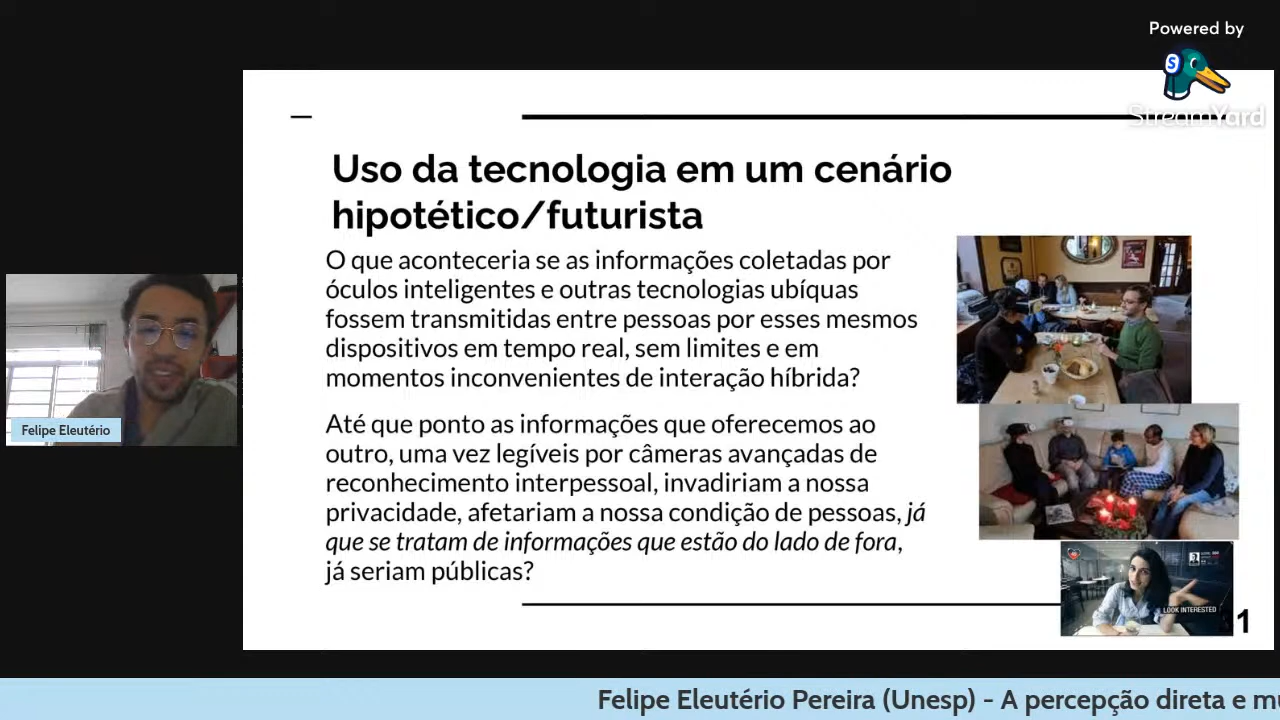 Powered by
StreamYard
Uso da tecnologia em um cenário
hipotético/futurista
O que aconteceria se as informações coletadas por
óculos inteligentes e outras tecnologias ubíquas
fossem transmitidas entre pessoas por esses mesmos
dispositivos em tempo real, sem limites e em
momentos inconvenientes de interação híbrida?
Até que ponto as informações que oferecemos ao
outro, uma vez legíveis por câmeras avançadas de
reconhecimento interpessoal, invadiriam a nossa
privacidade, afetariam a nossa condição de pessoas, já
que se tratam de informações que estão do lado de fora,
já seriam públicas?
LOOK INTERESTED
1
Felipe Eleutério
Felipe Eleutério Pereira (Unesp) - A percepção direta e